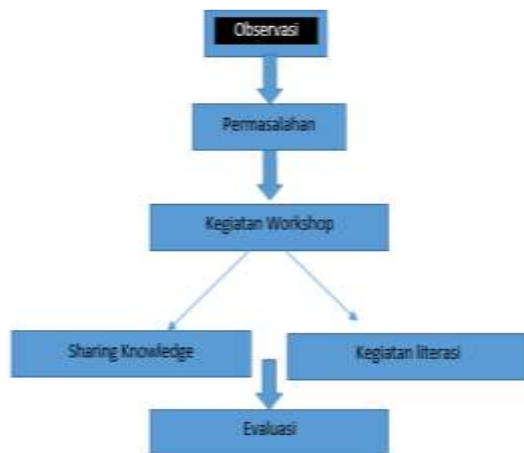 Observasi
Permasalahan
Kegiatan Workshop
Sharing Knowledge
Kegiatan literasi
Evaluasi